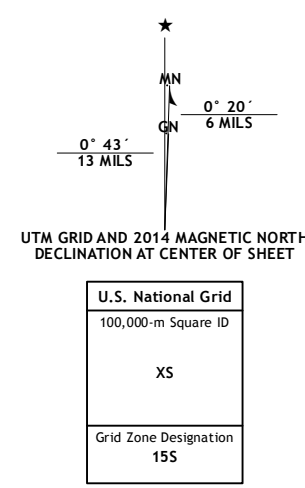 ★
MN
0° 20´
6 MILS
GN
0° 43´
13 MILS
UTM GRID AND 2014 MAGNETIC NORTH
DECLINATION AT CENTER OF SHEET
U.S. National Grid
100,000-m Square ID
XS
Grid Zone Designation
15S